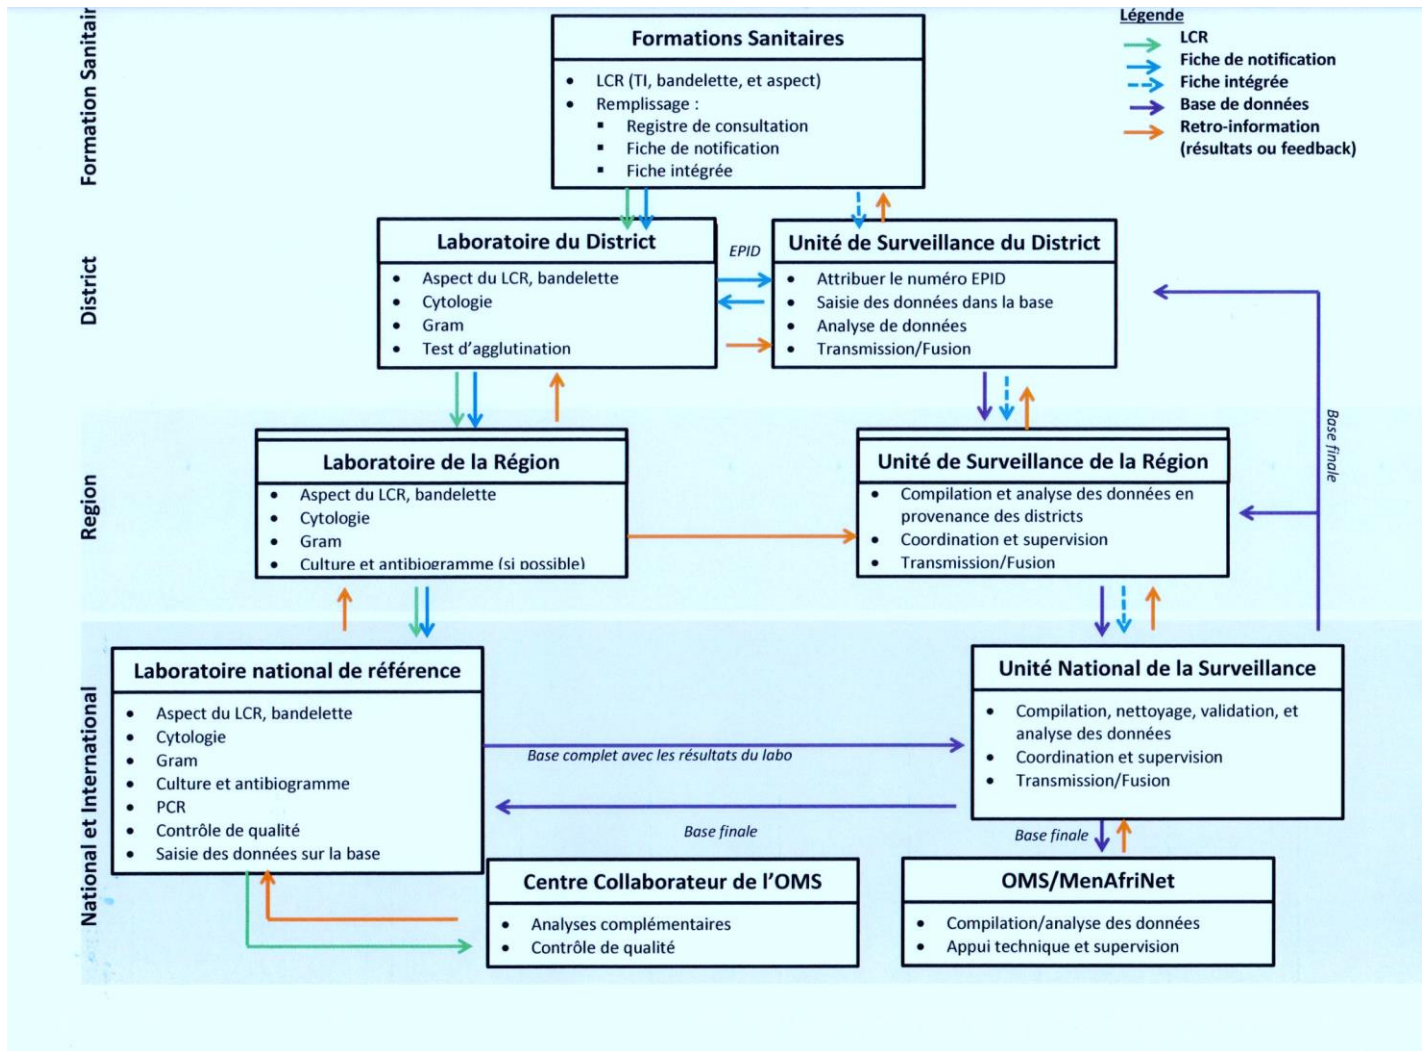 Légende
LCR
Fiche de notification
Fiche intégrée
Base de données
Retro-information
(résultats ou feedback)
Formation Sanitair
Formations Sanitaires
• LCR (TI, bandelette, et aspect)
• Remplissage :
▪ Registre de consultation
▪ Fiche de notification
▪ Fiche intégrée
District
Laboratoire du District
• Aspect du LCR, bandelette
• Cytologie
• Gram
• Test d'agglutination
EPID
Unité de Surveillance du District
• Attribuer le numéro EPID
• Saisie des données dans la base
• Analyse de données
• Transmission/Fusion
Base finale
Region
Laboratoire de la Région
• Aspect du LCR, bandelette
• Cytologie
• Gram
• Culture et antibiogramme (si possible)
Unité de Surveillance de la Région
• Compilation et analyse des données en
provenance des districts
• Coordination et supervision
• Transmission/Fusion
National et International
Laboratoire national de référence
• Aspect du LCR, bandelette
• Cytologie
• Gram
• Culture et antibiogramme
• PCR
• Contrôle de qualité
• Saisie des données sur la base
Base complet avec les résultats du labo
Base finale
Unité National de la Surveillance
• Compilation, nettoyage, validation, et
analyse des données
• Coordination et supervision
• Transmission/Fusion
Base finale
Centre Collaborateur de l'OMS
• Analyses complémentaires
• Contrôle de qualité
OMS/MenAfriNet
• Compilation/analyse des données
• Appui technique et supervision